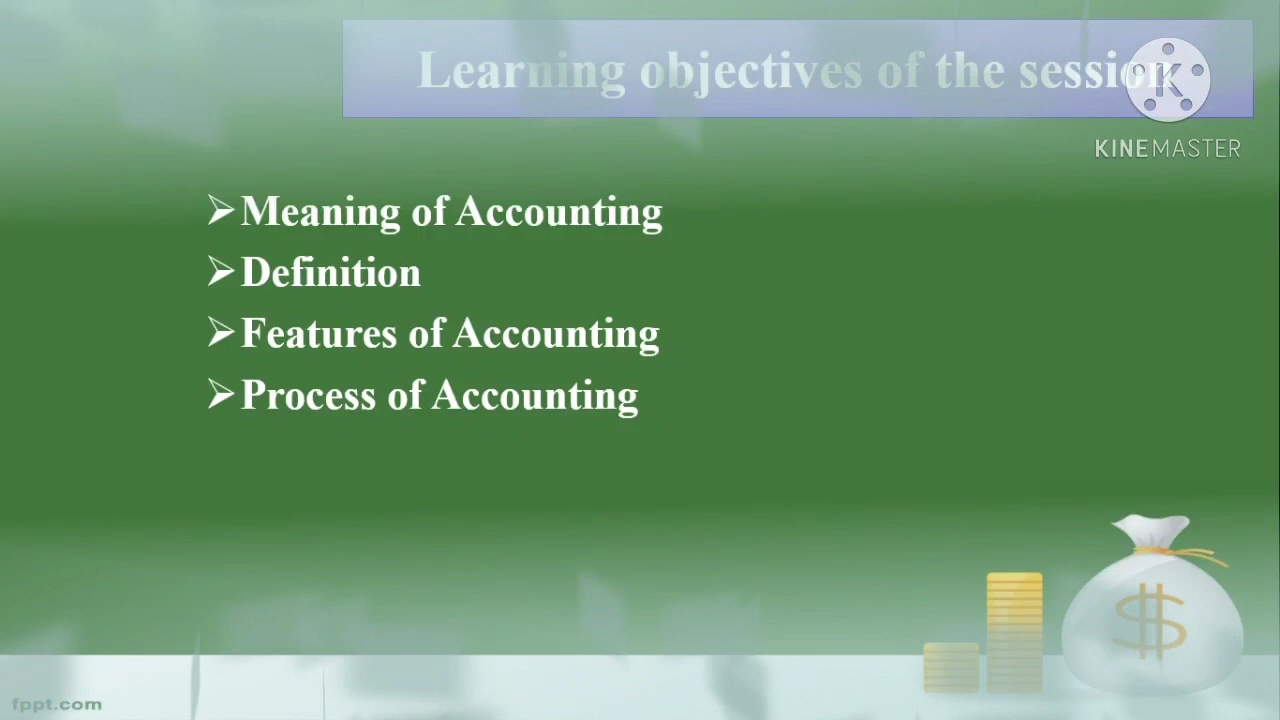 Learning objectives of the session
KINEMASTER
➢Meaning of Accounting
➢Definition
➢Features of Accounting
➢Process of Accounting
$
fppt.com